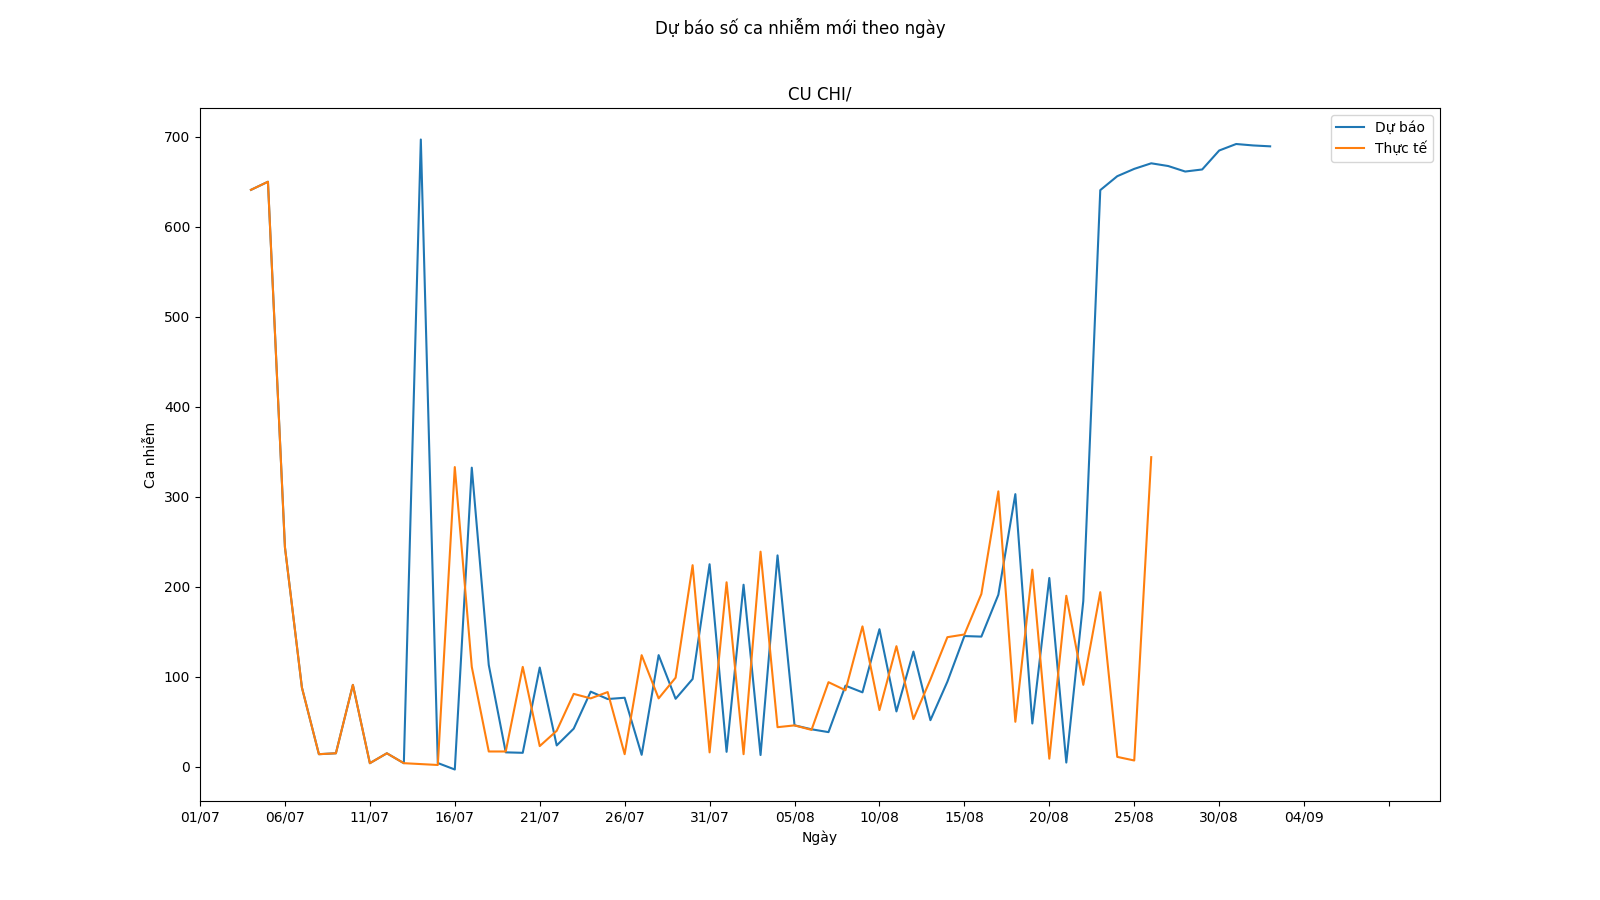 Dự báo số ca nhiễm mới theo ngày
CU CHI/
Dự báo
Thực tế
700
600
500
400
300
200
100
0
Ca nhiễm
01/07 06/07 11/07 16/07 21/07 26/07 31/07 05/08 10/08 15/08 20/08 25/08 30/08 04/09
Ngày